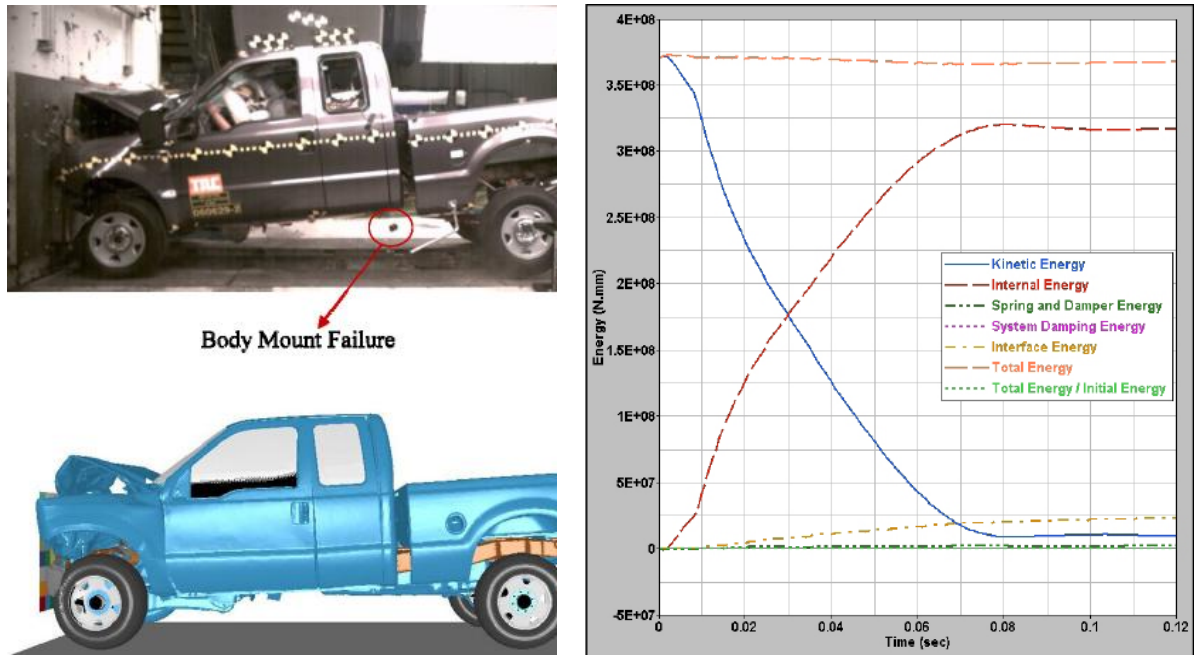 TRC
Body Mount Failure
4E+08
3.5E+08
3E+08
2.5E+08
2E+08
1.5E+08
1E+08
5E+07
0
-5E+07
Energy (N.mm)
Kinetic Energy
Internal Energy
Spring and Damper Energy
System Damping Energy
Interface Energy
Total Energy
Total Energy / Initial Energy
0
0.02
0.04
0.06
0.08
0.1
0.12
Time (sec)